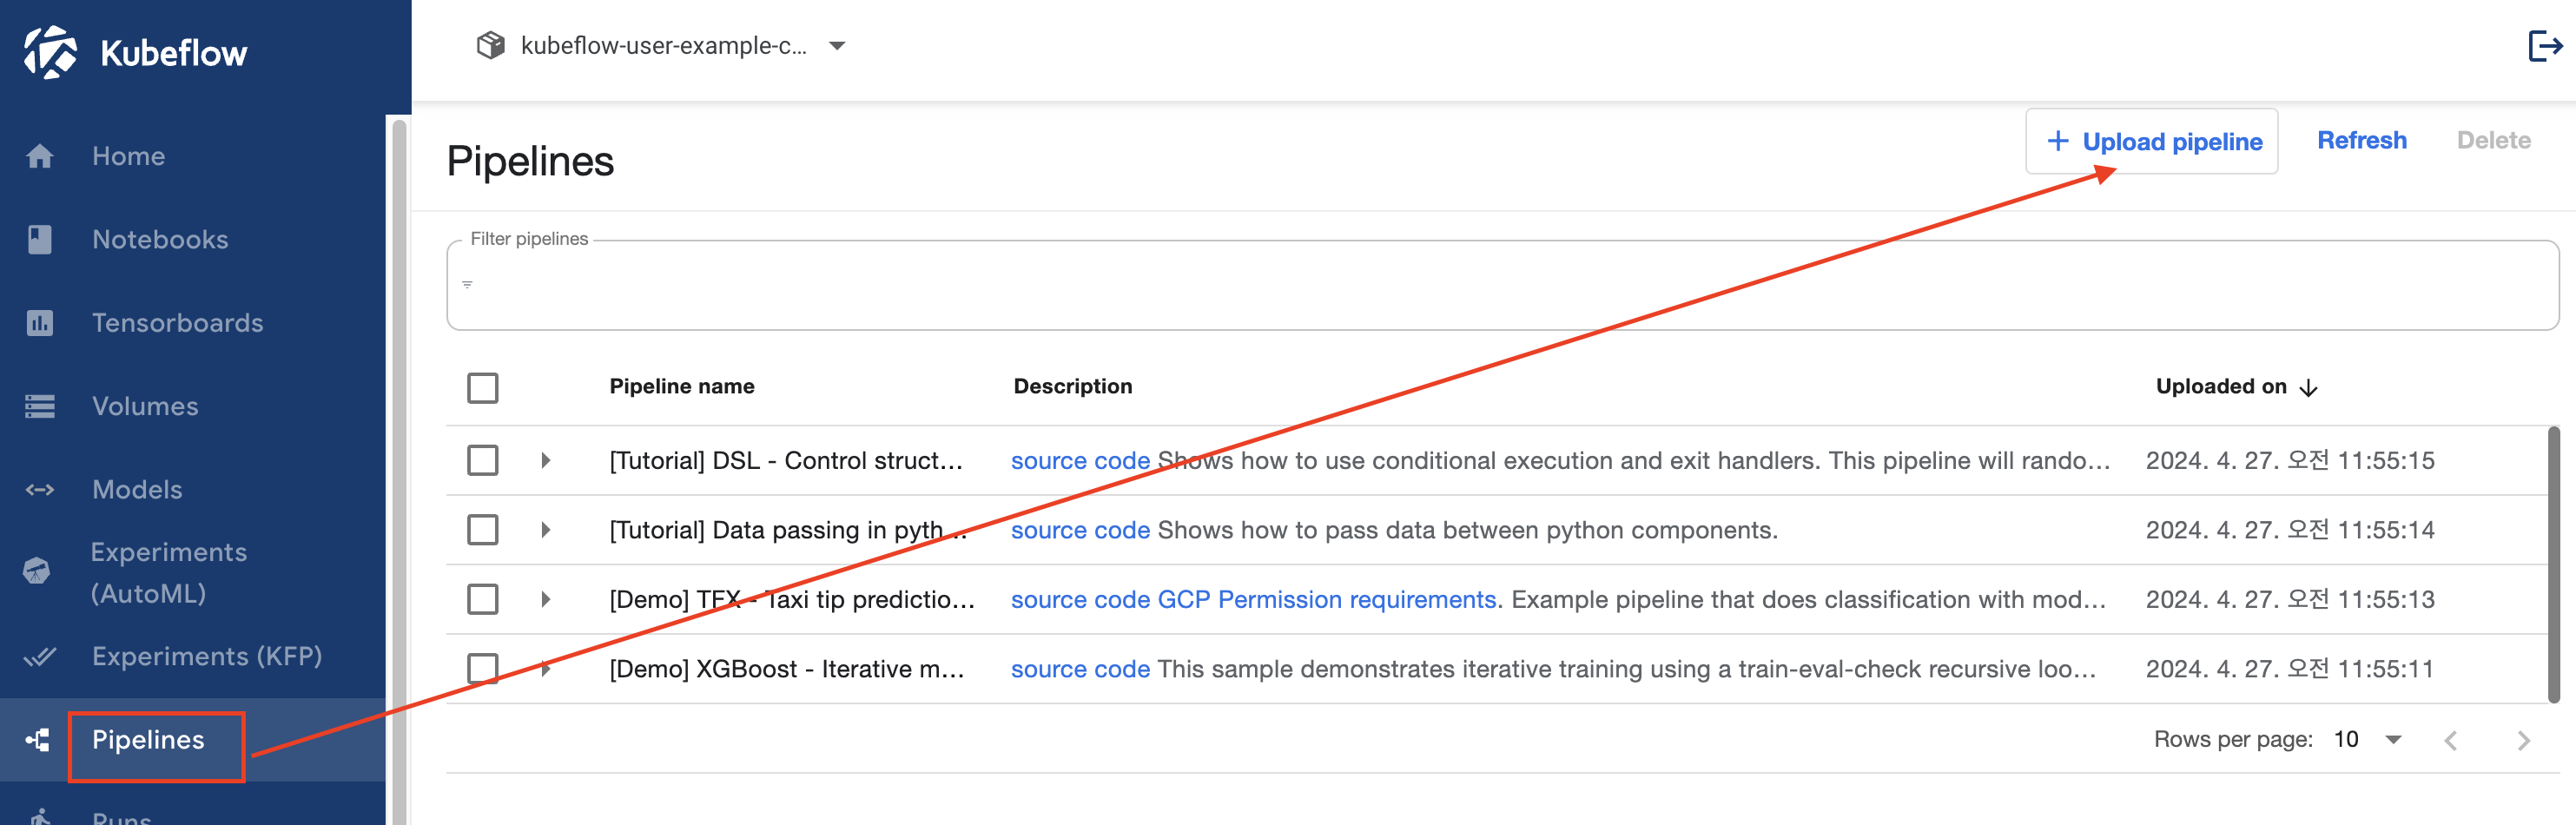 Kubeflow
kubeflow-user-example-c...
Home
Notebooks
Tensorboards
Volumes
Models
Experiments
(AutoML)
Experiments (KFP)
Pipelines
Runs
Pipelines
+ Upload pipeline
Refresh
Delete
Filter pipelines
Pipeline name Description Uploaded on ↓
[Tutorial] DSL - Control struct... source code Shows how to use conditional execution and exit handlers. This pipeline will rando... 2024. 4. 27. 오전 11:55:15
[Tutorial] Data passing in pyth... source code Shows how to pass data between python components. 2024. 4. 27. 오전 11:55:14
[Demo] TFX - Taxi tip predictio... source code GCP Permission requirements. Example pipeline that does classification with mod... 2024. 4. 27. 오전 11:55:13
[Demo] XGBoost - Iterative m... source code This sample demonstrates iterative training using a train-eval-check recursive loo... 2024. 4. 27. 오전 11:55:11
Rows per page: 10